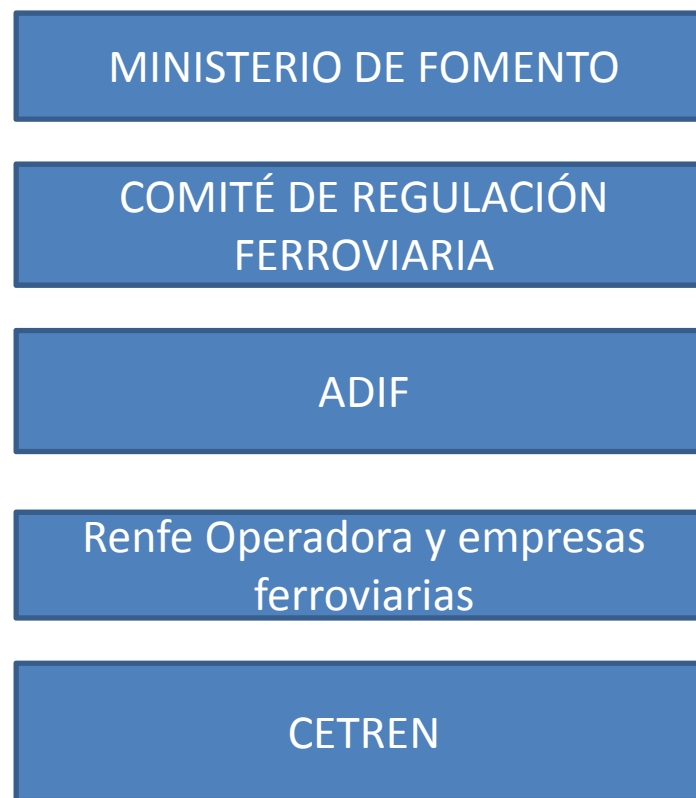 MINISTERIO DE FOMENTO
COMITÉ DE REGULACIÓN
FERROVIARIA
ADIF
Renfe Operadora y empresas
ferroviarias
CETREN